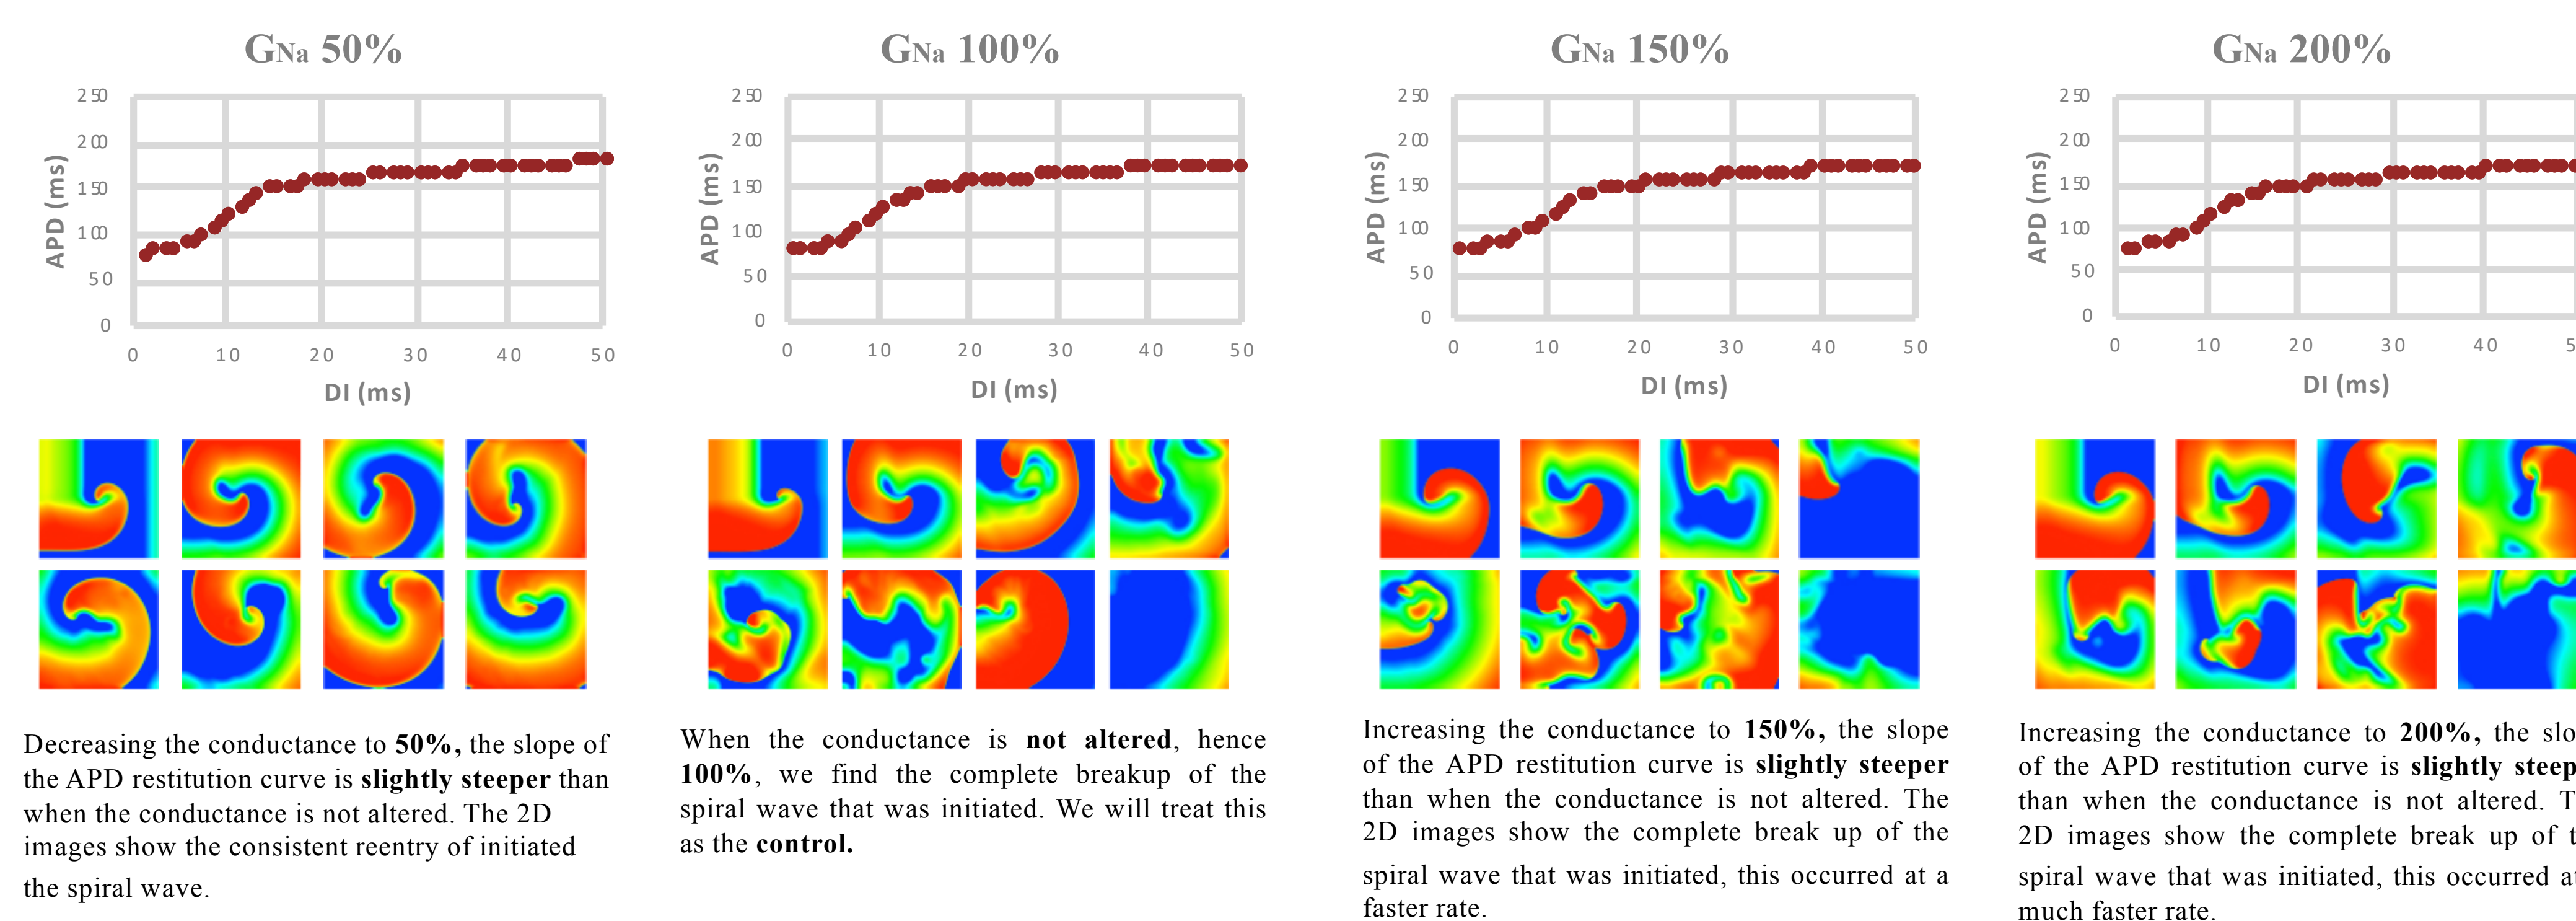 GNa 50%
250
200
150
100
50
0
APD (ms)
0 10 20 30 40 50
DI (ms)
Decreasing the conductance to 50%, the slope of
the APD restitution curve is slightly steeper than
when the conductance is not altered. The 2D
images show the consistent reentry of initiated
the spiral wave.
GNa 100%
250
200
150
100
50
0
APD (ms)
0 10 20 30 40 50
DI (ms)
When the conductance is not altered, hence
100%, we find the complete breakup of the
spiral wave that was initiated. We will treat this
as the control.
GNa 150%
250
200
150
100
50
0
APD (ms)
0 10 20 30 40 50
DI (ms)
Increasing the conductance to 150%, the slope
of the APD restitution curve is slightly steeper
than when the conductance is not altered. The
2D images show the complete break up of the
spiral wave that was initiated, this occurred at a
faster rate.
GNa 200%
250
200
150
100
50
0
APD (ms)
0 10 20 30 40 5
DI (ms)
Increasing the conductance to 200%, the slo
of the APD restitution curve is slightly steep
than when the conductance is not altered. T
2D images show the complete break up of t
spiral wave that was initiated, this occurred at
much faster rate.